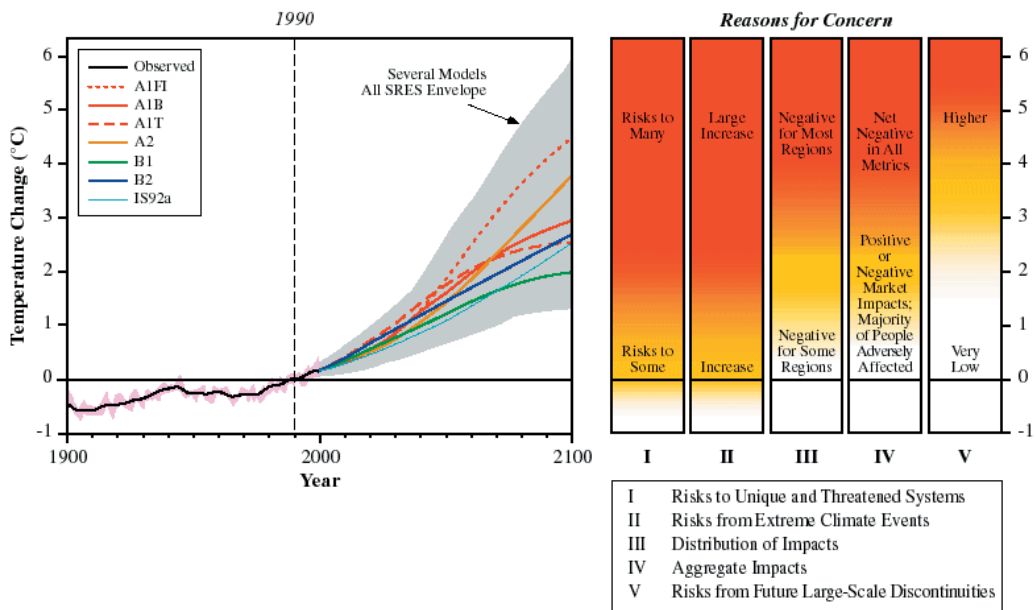 1990
Reasons for Concern
6
5
4
3
2
1
0
-1
Temperature Change (°C)
Observed
A1FI
A1B
A1T
A2
B1
B2
IS92a
Several Models
All SRES Envelope
1900
2000
2100
Year
Risks to
Many
Risks to
Some
Large
Increase
Increase
Negative
for Most
Regions
Negative
for Some
Regions
Net
Negative
in All
Metrics
Positive
or
Negative
Market
Impacts;
Majority
of People
Adversely
Affected
Higher
Very
Low
6
5
4
3
2
1
0
-1
I
II
III
IV
V
I Risks to Unique and Threatened Systems
II Risks from Extreme Climate Events
III Distribution of Impacts
IV Aggregate Impacts
V Risks from Future Large-Scale Discontinuities